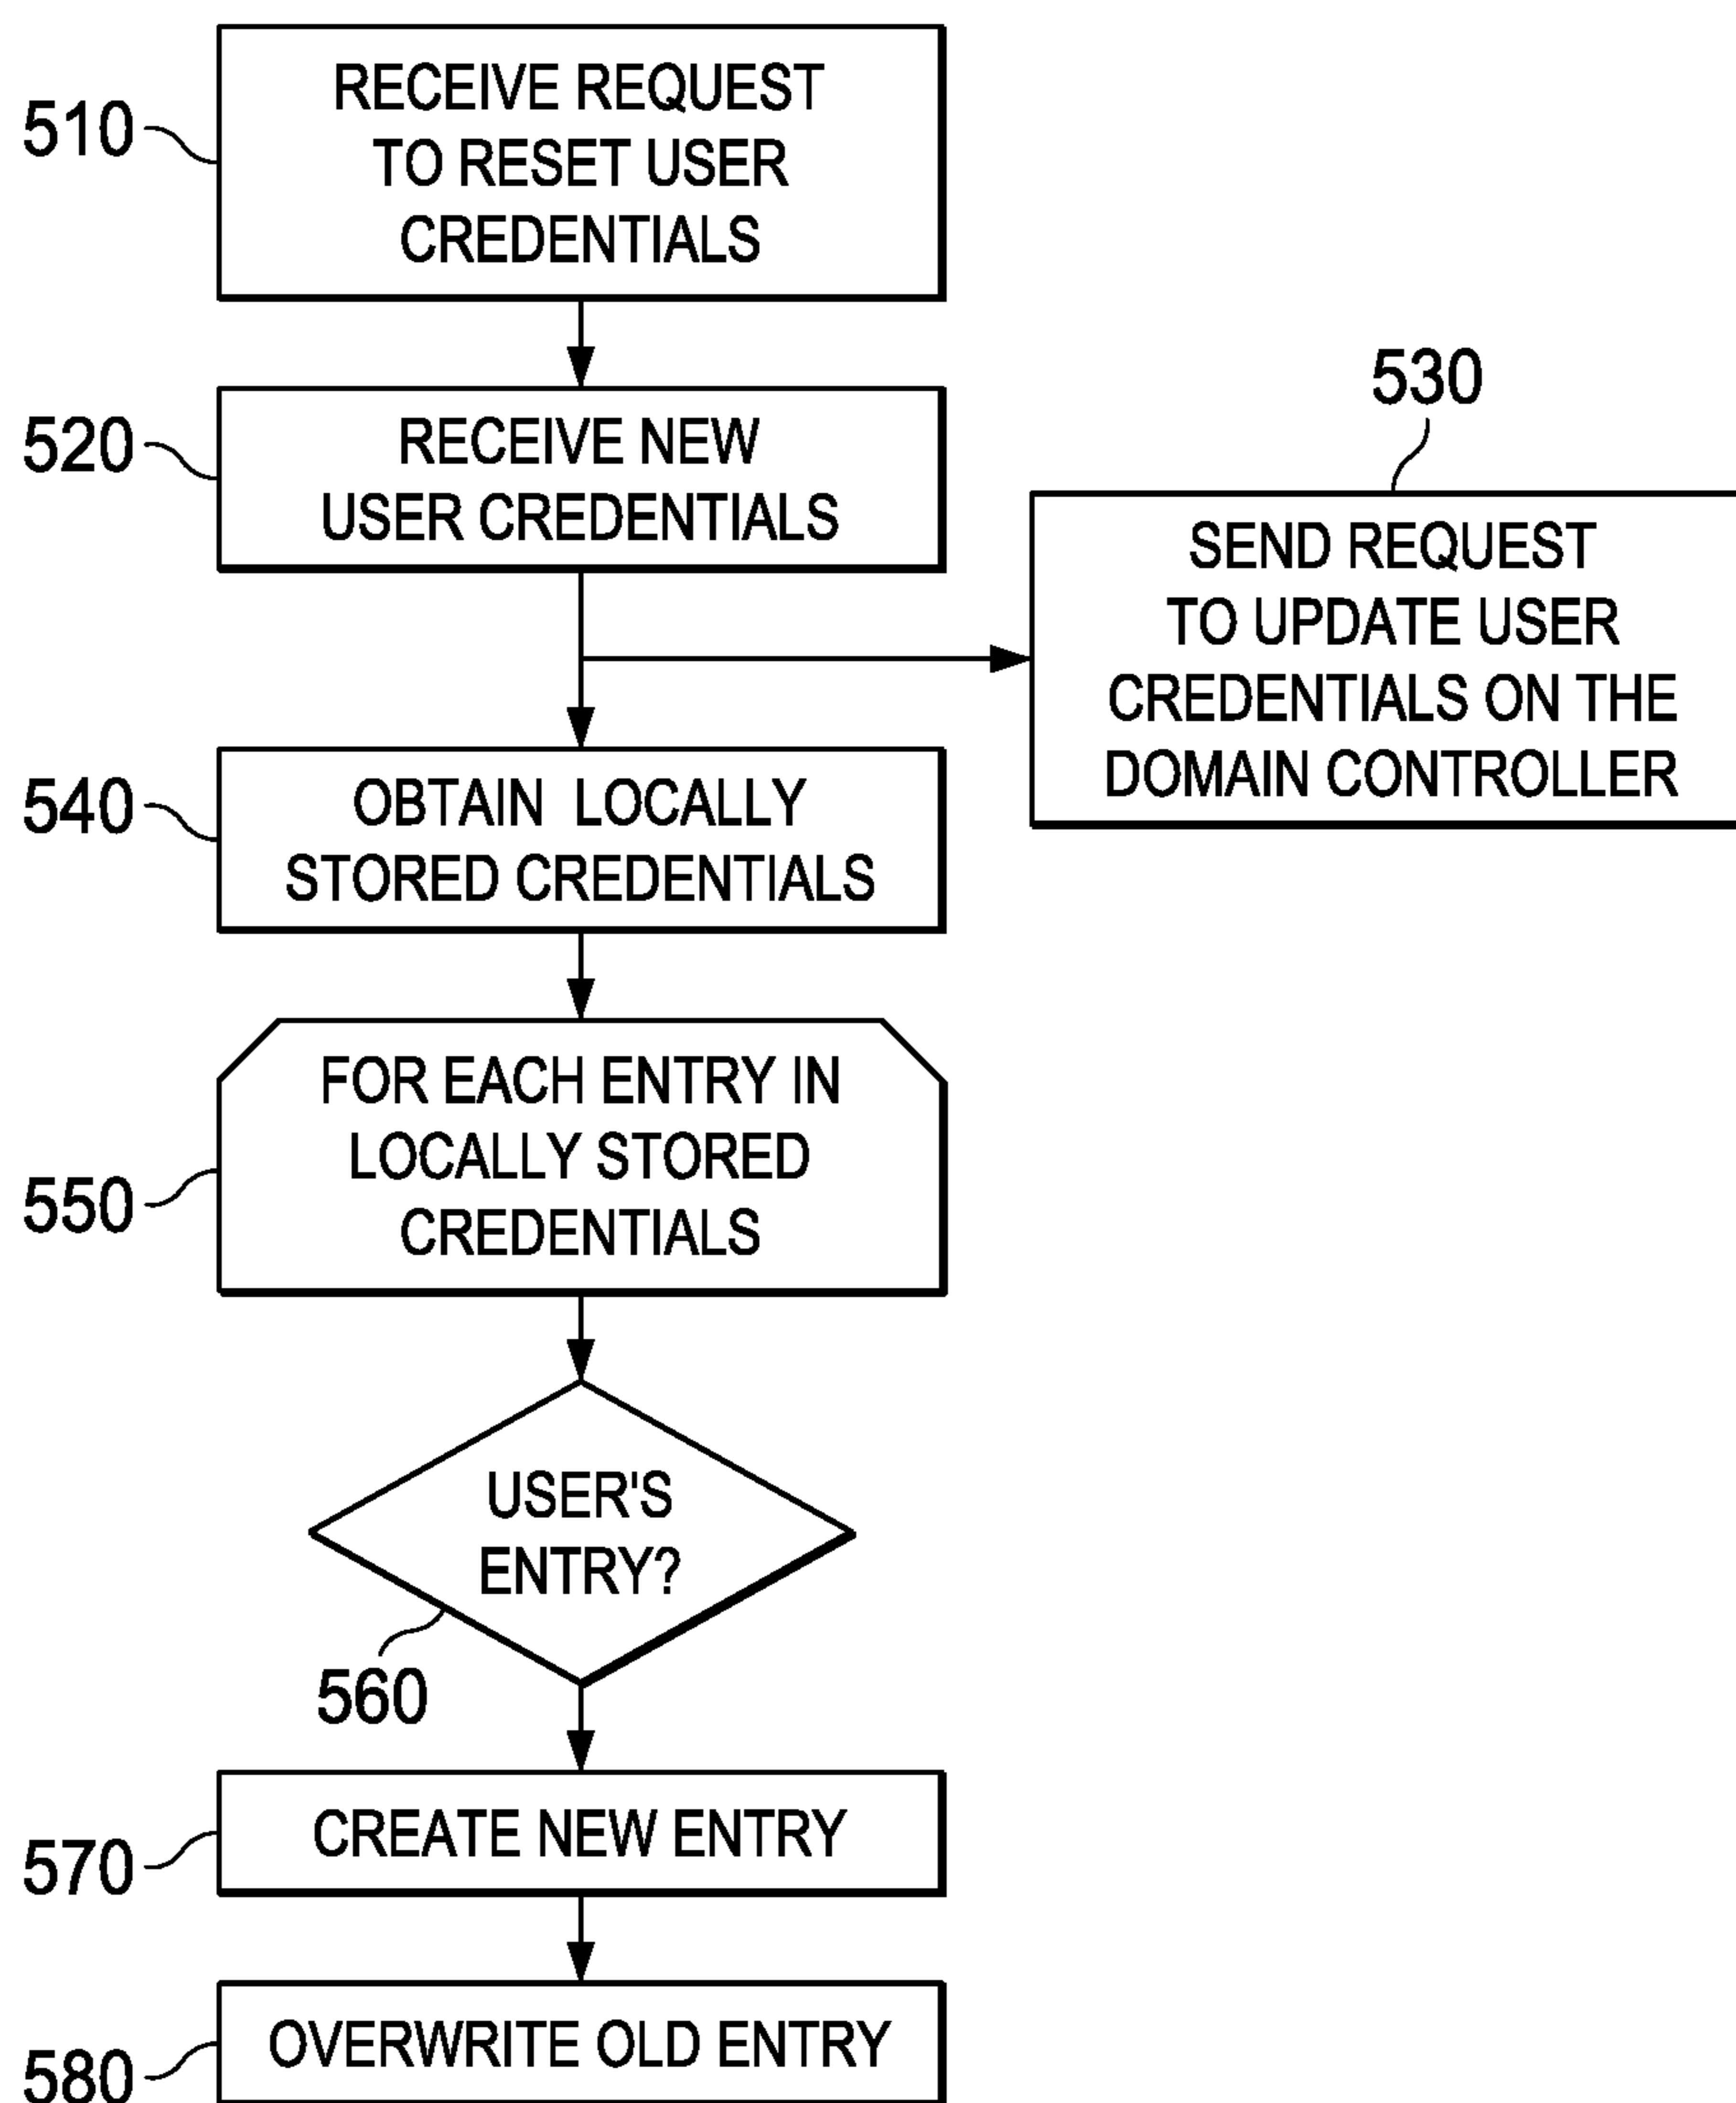 510
RECEIVE REQUEST
TO RESET USER
CREDENTIALS
520
RECEIVE NEW
USER CREDENTIALS
530
SEND REQUEST
TO UPDATE USER
CREDENTIALS ON THE
DOMAIN CONTROLLER
540
OBTAIN LOCALLY
STORED CREDENTIALS
550
FOR EACH ENTRY IN
LOCALLY STORED
CREDENTIALS
USER'S
ENTRY?
560
570
CREATE NEW ENTRY
580
OVERWRITE OLD ENTRY